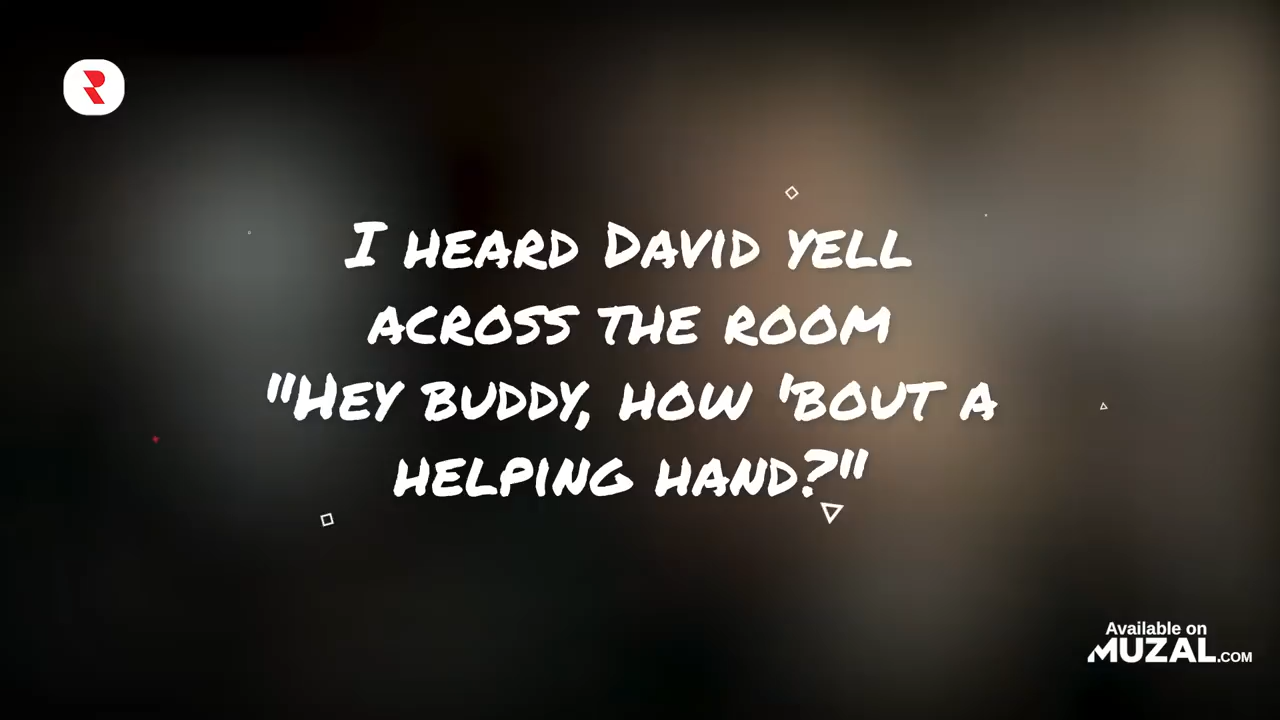 I HEARD DAVID YELL
ACROSS THE ROOM
"HEY BUDDY, HOW 'BOUT A
HELPING HAND?"
Available on
MUZAL.COM